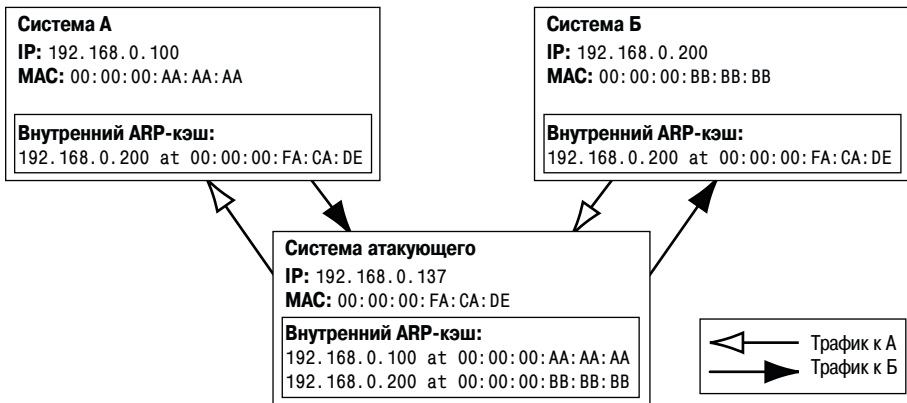 Система А
IP: 192.168.0.100
MAC: 00:00:00:AA:AA:AA
Внутренний ARP-кэш:
192.168.0.200 at 00:00:00:FA:CA:DE
Система Б
IP: 192.168.0.200
MAC: 00:00:00:BB:BB:BB
Внутренний ARP-кэш:
192.168.0.200 at 00:00:00:FA:CA:DE
Система атакующего
IP: 192.168.0.137
MAC: 00:00:00:FA:CA:DE
Внутренний ARP-кэш:
192.168.0.100 at 00:00:00:AA:AA:AA
192.168.0.200 at 00:00:00:BB:BB:BB
Трафик к А
Трафик к Б